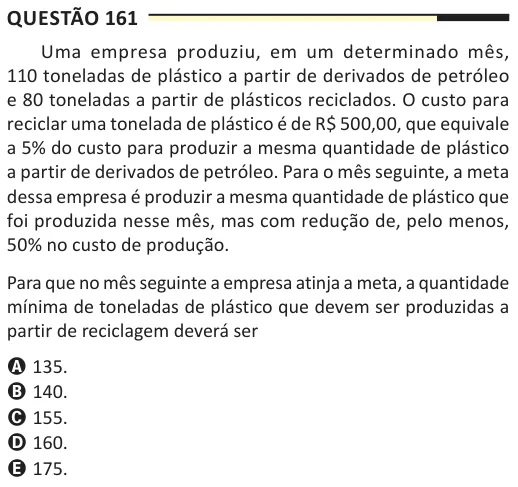 QUESTÃO 161
Uma empresa produziu, em um determinado mês,
110 toneladas de plástico a partir de derivados de petróleo
e 80 toneladas a partir de plásticos reciclados. O custo para
reciclar uma tonelada de plástico é de R$ 500,00, que equivale
a 5% do custo para produzir a mesma quantidade de plástico
a partir de derivados de petróleo. Para o mês seguinte, a meta
dessa empresa é produzir a mesma quantidade de plástico que
foi produzida nesse mês, mas com redução de, pelo menos,
50% no custo de produção.
Para que no mês seguinte a empresa atinja a meta, a quantidade
mínima de toneladas de plástico que devem ser produzidas a
partir de reciclagem deverá ser
A 135.
B 140.
C 155.
D 160.
E 175.